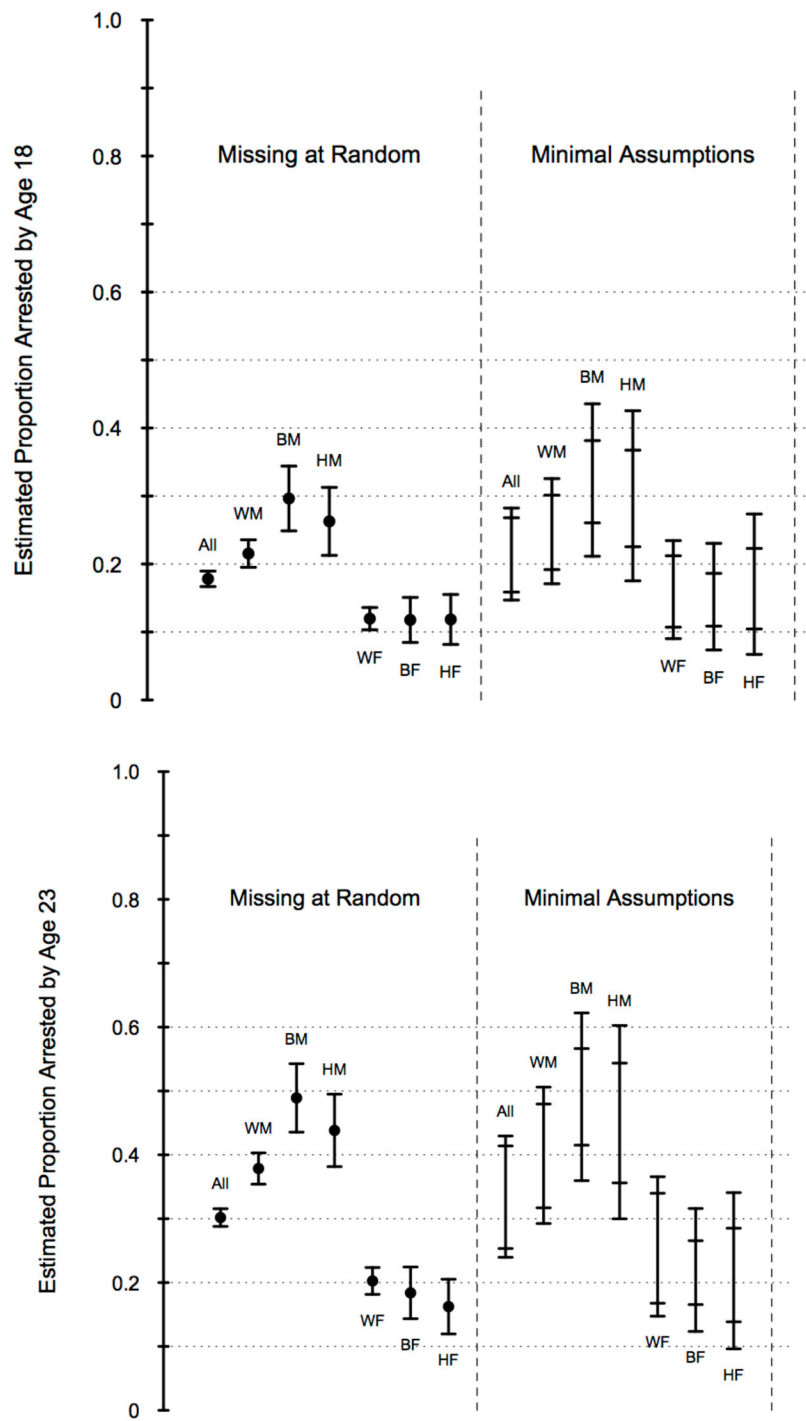 Estimated Proportion Arrested by Age 18
1.0
0.8
0.6
0.4
0.2
0
Missing at Random
Minimal Assumptions
All
WM
BM
HM
WF
BF
HF
All
WM
BM
HM
WF
BF
HF
Estimated Proportion Arrested by Age 23
1.0
0.8
0.6
0.4
0.2
0
Missing at Random
Minimal Assumptions
All
WM
BM
HM
WF
BF
HF
All
WM
BM
HM
WF
BF
HF